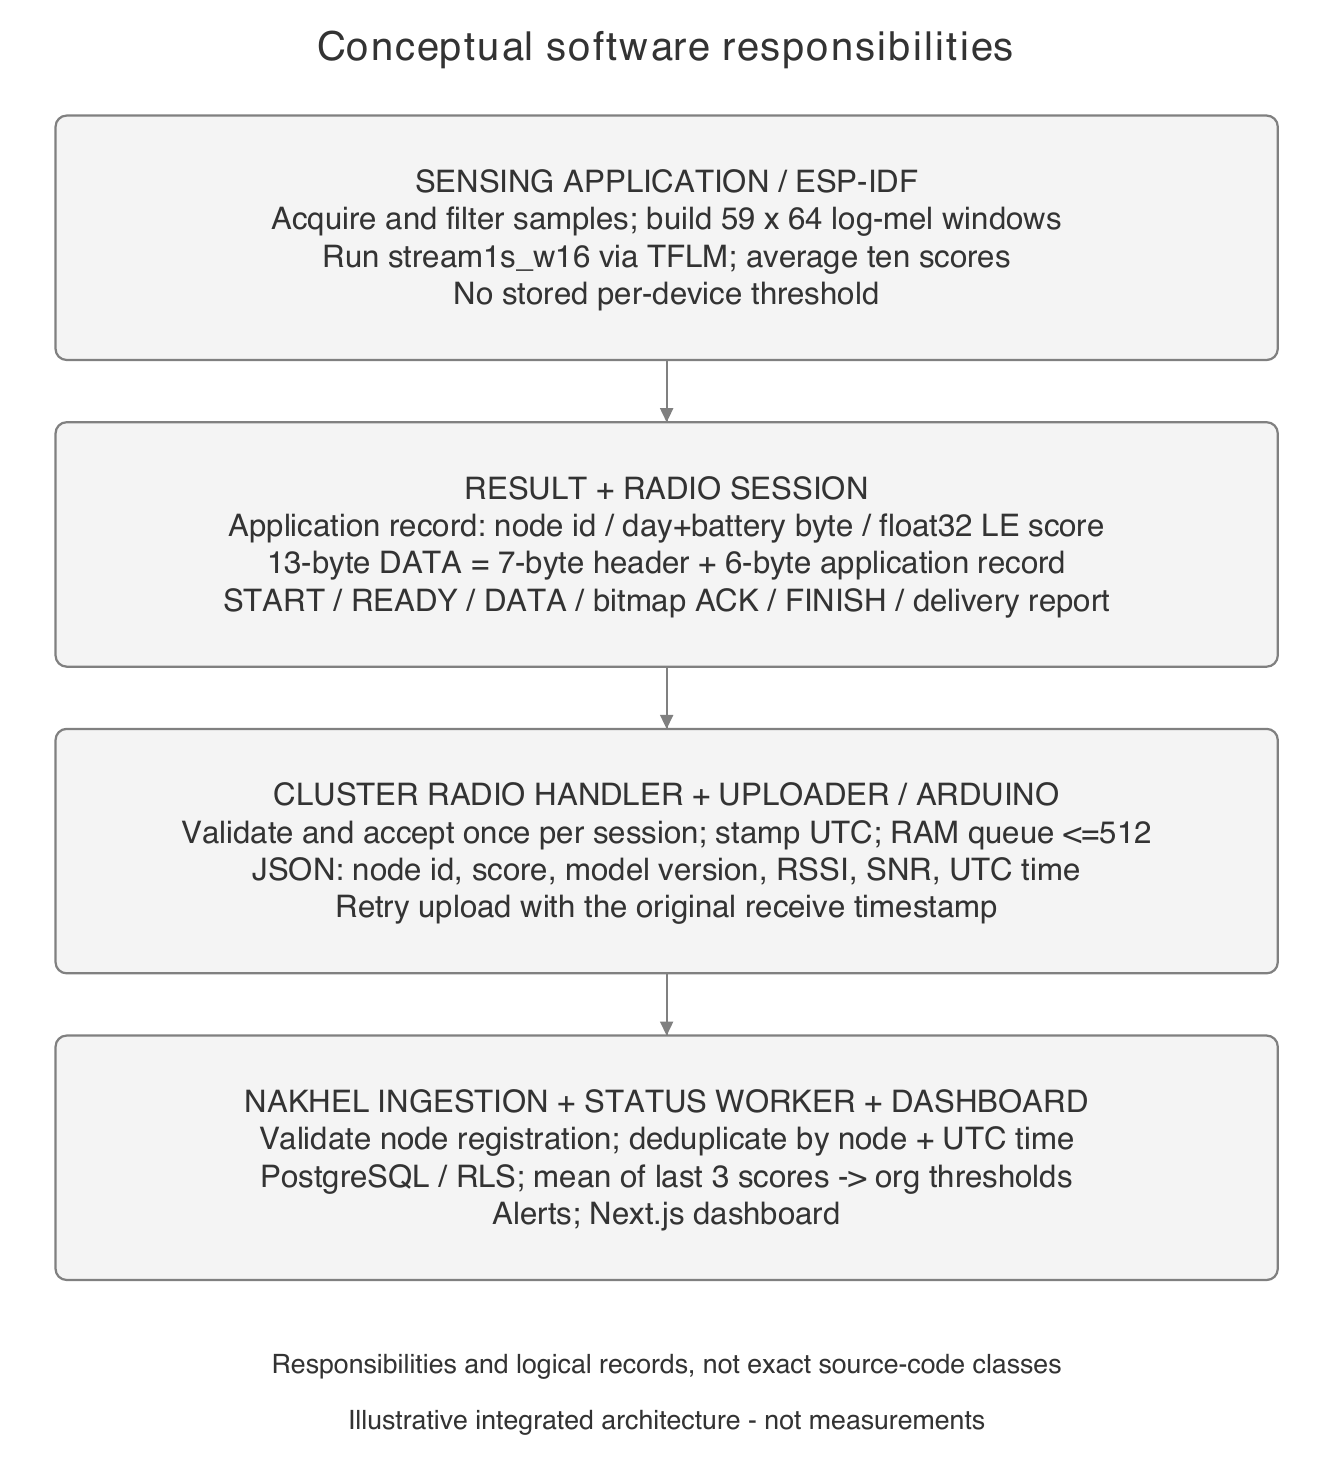 Conceptual software responsibilities
SENSING APPLICATION / ESP-IDF
Acquire and filter samples; build 59 x 64 log-mel windows
Run stream1s_w16 via TFLM; average ten scores
No stored per-device threshold
RESULT + RADIO SESSION
Application record: node id / day+battery byte / float32 LE score
13-byte DATA = 7-byte header + 6-byte application record
START / READY / DATA / bitmap ACK / FINISH / delivery report
CLUSTER RADIO HANDLER + UPLOADER / ARDUINO
Validate and accept once per session; stamp UTC; RAM queue <=512
JSON: node id, score, model version, RSSI, SNR, UTC time
Retry upload with the original receive timestamp
NAKHEL INGESTION + STATUS WORKER + DASHBOARD
Validate node registration; deduplicate by node + UTC time
PostgreSQL / RLS; mean of last 3 scores -> org thresholds
Alerts; Next.js dashboard
Responsibilities and logical records, not exact source-code classes
Illustrative integrated architecture - not measurements